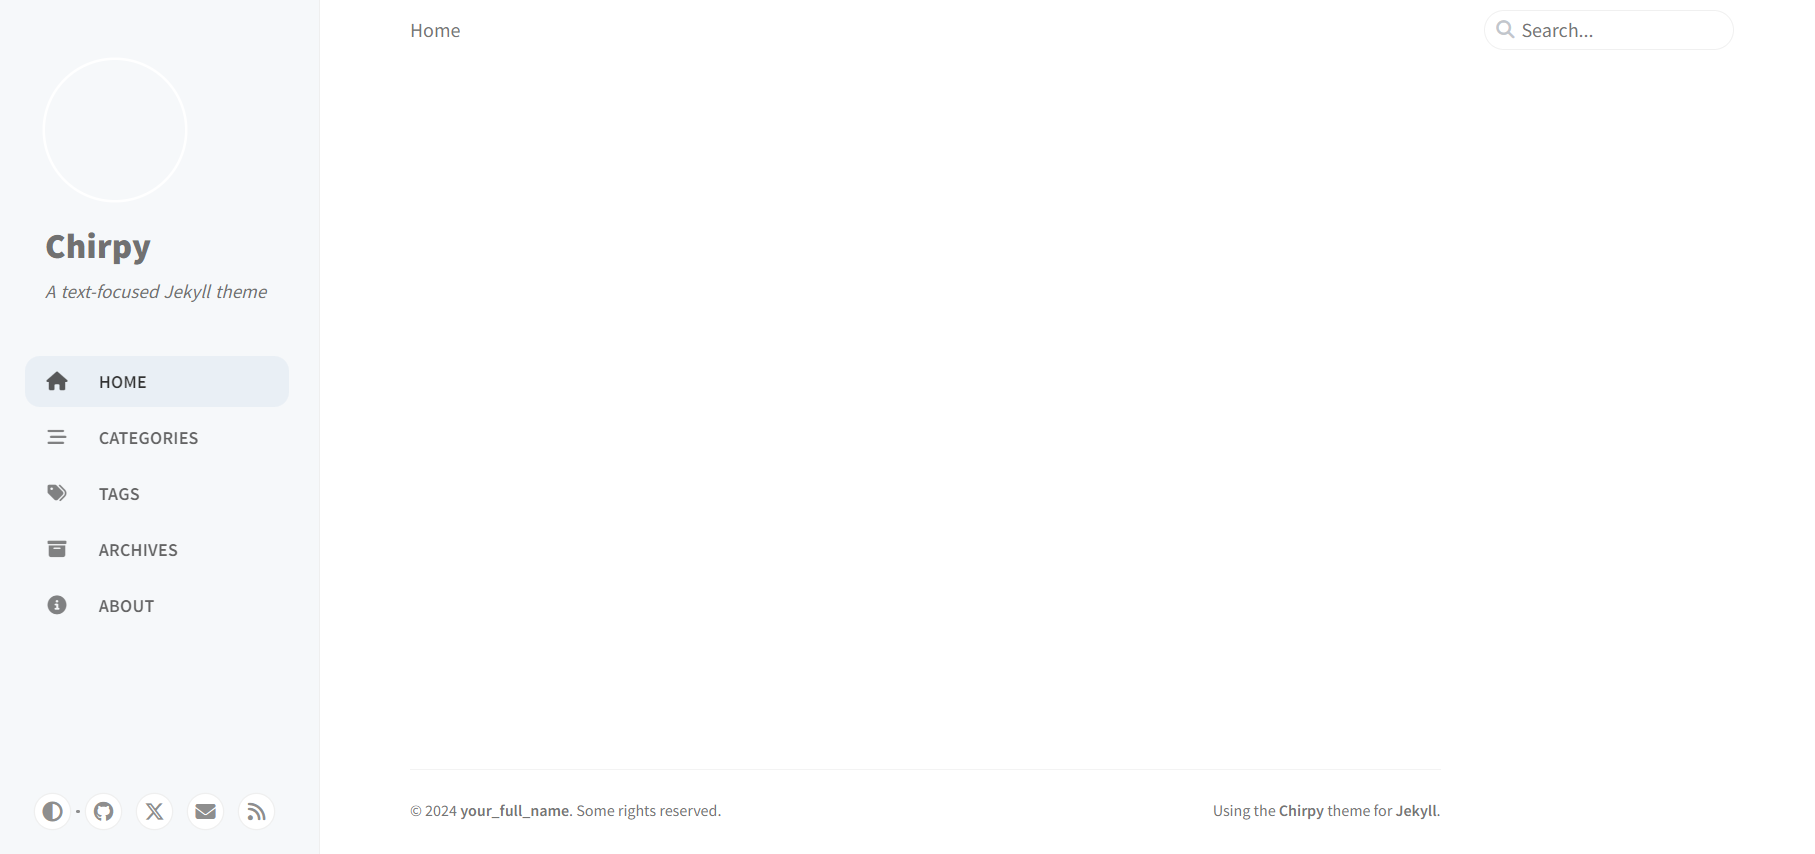 Home
Search...
Chirpy
A text-focused Jekyll theme
HOME
CATEGORIES
TAGS
ARCHIVES
ABOUT
© 2024 your_full_name. Some rights reserved.
Using the Chirpy theme for Jekyll.